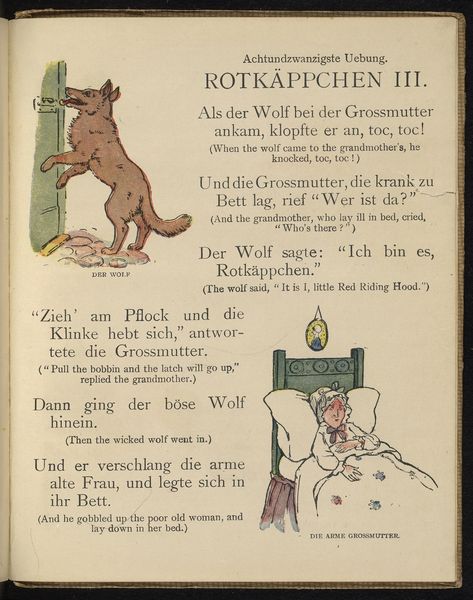 Achtundzwanzigste Uebung.
ROTKÄPPCHEN III.
Als der Wolf bei der Grossmutter
ankam, klopfte er an, toc, toc!
(When the wolf came to the grandmother's, he
knocked, toc, toc!)
Und die Grossmutter, die krank zu
Bett lag, rief "Wer ist da?"
(And the grandmother, who lay ill in bed, cried,
"Who's there?")
Der Wolf sagte: "Ich bin es,
Rotkäppchen."
(The wolf said, "It is I, little Red Riding Hood.")
DER WOLF
"Zieh' am Pflock und die
Klinke hebt sich," antwor-
tete die Grossmutter.
("Pull the bobbin and the latch will go up,"
replied the grandmother.)
Dann ging der böse Wolf
hinein.
(Then the wicked wolf went in.)
Und er verschlang die arme
alte Frau, und legte sich in
ihr Bett.
(And he gobbled up the poor old woman, and
lay down in her bed.)
DIE ARME GROSSMUTTER.